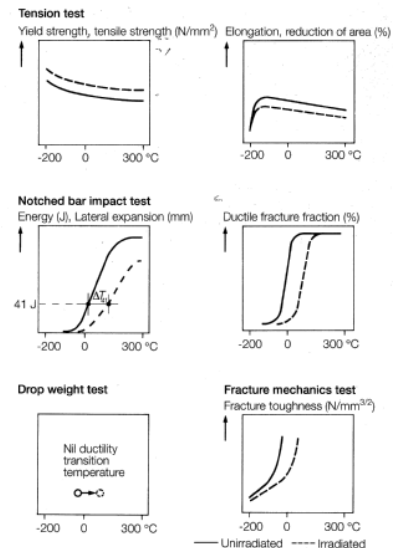 Tension test
Yield strength, tensile strength (N/mm²)
Elongation, reduction of area (%)
-200 0 300 °C
-200 0 300 °C
Notched bar impact test
Energy (J), Lateral expansion (mm)
Ductile fracture fraction (%)
41 J
ΔT₄₁
-200 0 300 °C
-200 0 300 °C
Drop weight test
Fracture mechanics test
Fracture toughness (N/mm³ᐟ²)
Nil ductility
transition
temperature
-200 0 300 °C
-200 0 300 °C
Unirradiated
Irradiated